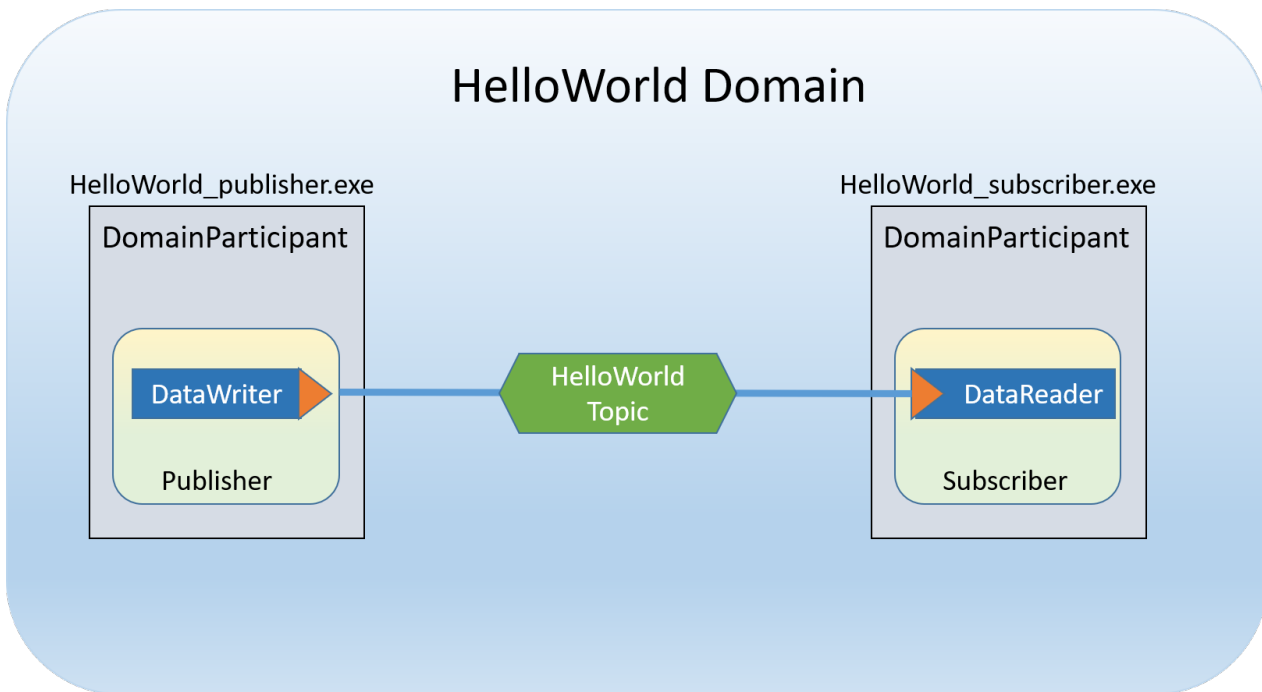 HelloWorld Domain
HelloWorld_publisher.exe
DomainParticipant
DataWriter
Publisher
HelloWorld
Topic
HelloWorld_subscriber.exe
DomainParticipant
DataReader
Subscriber